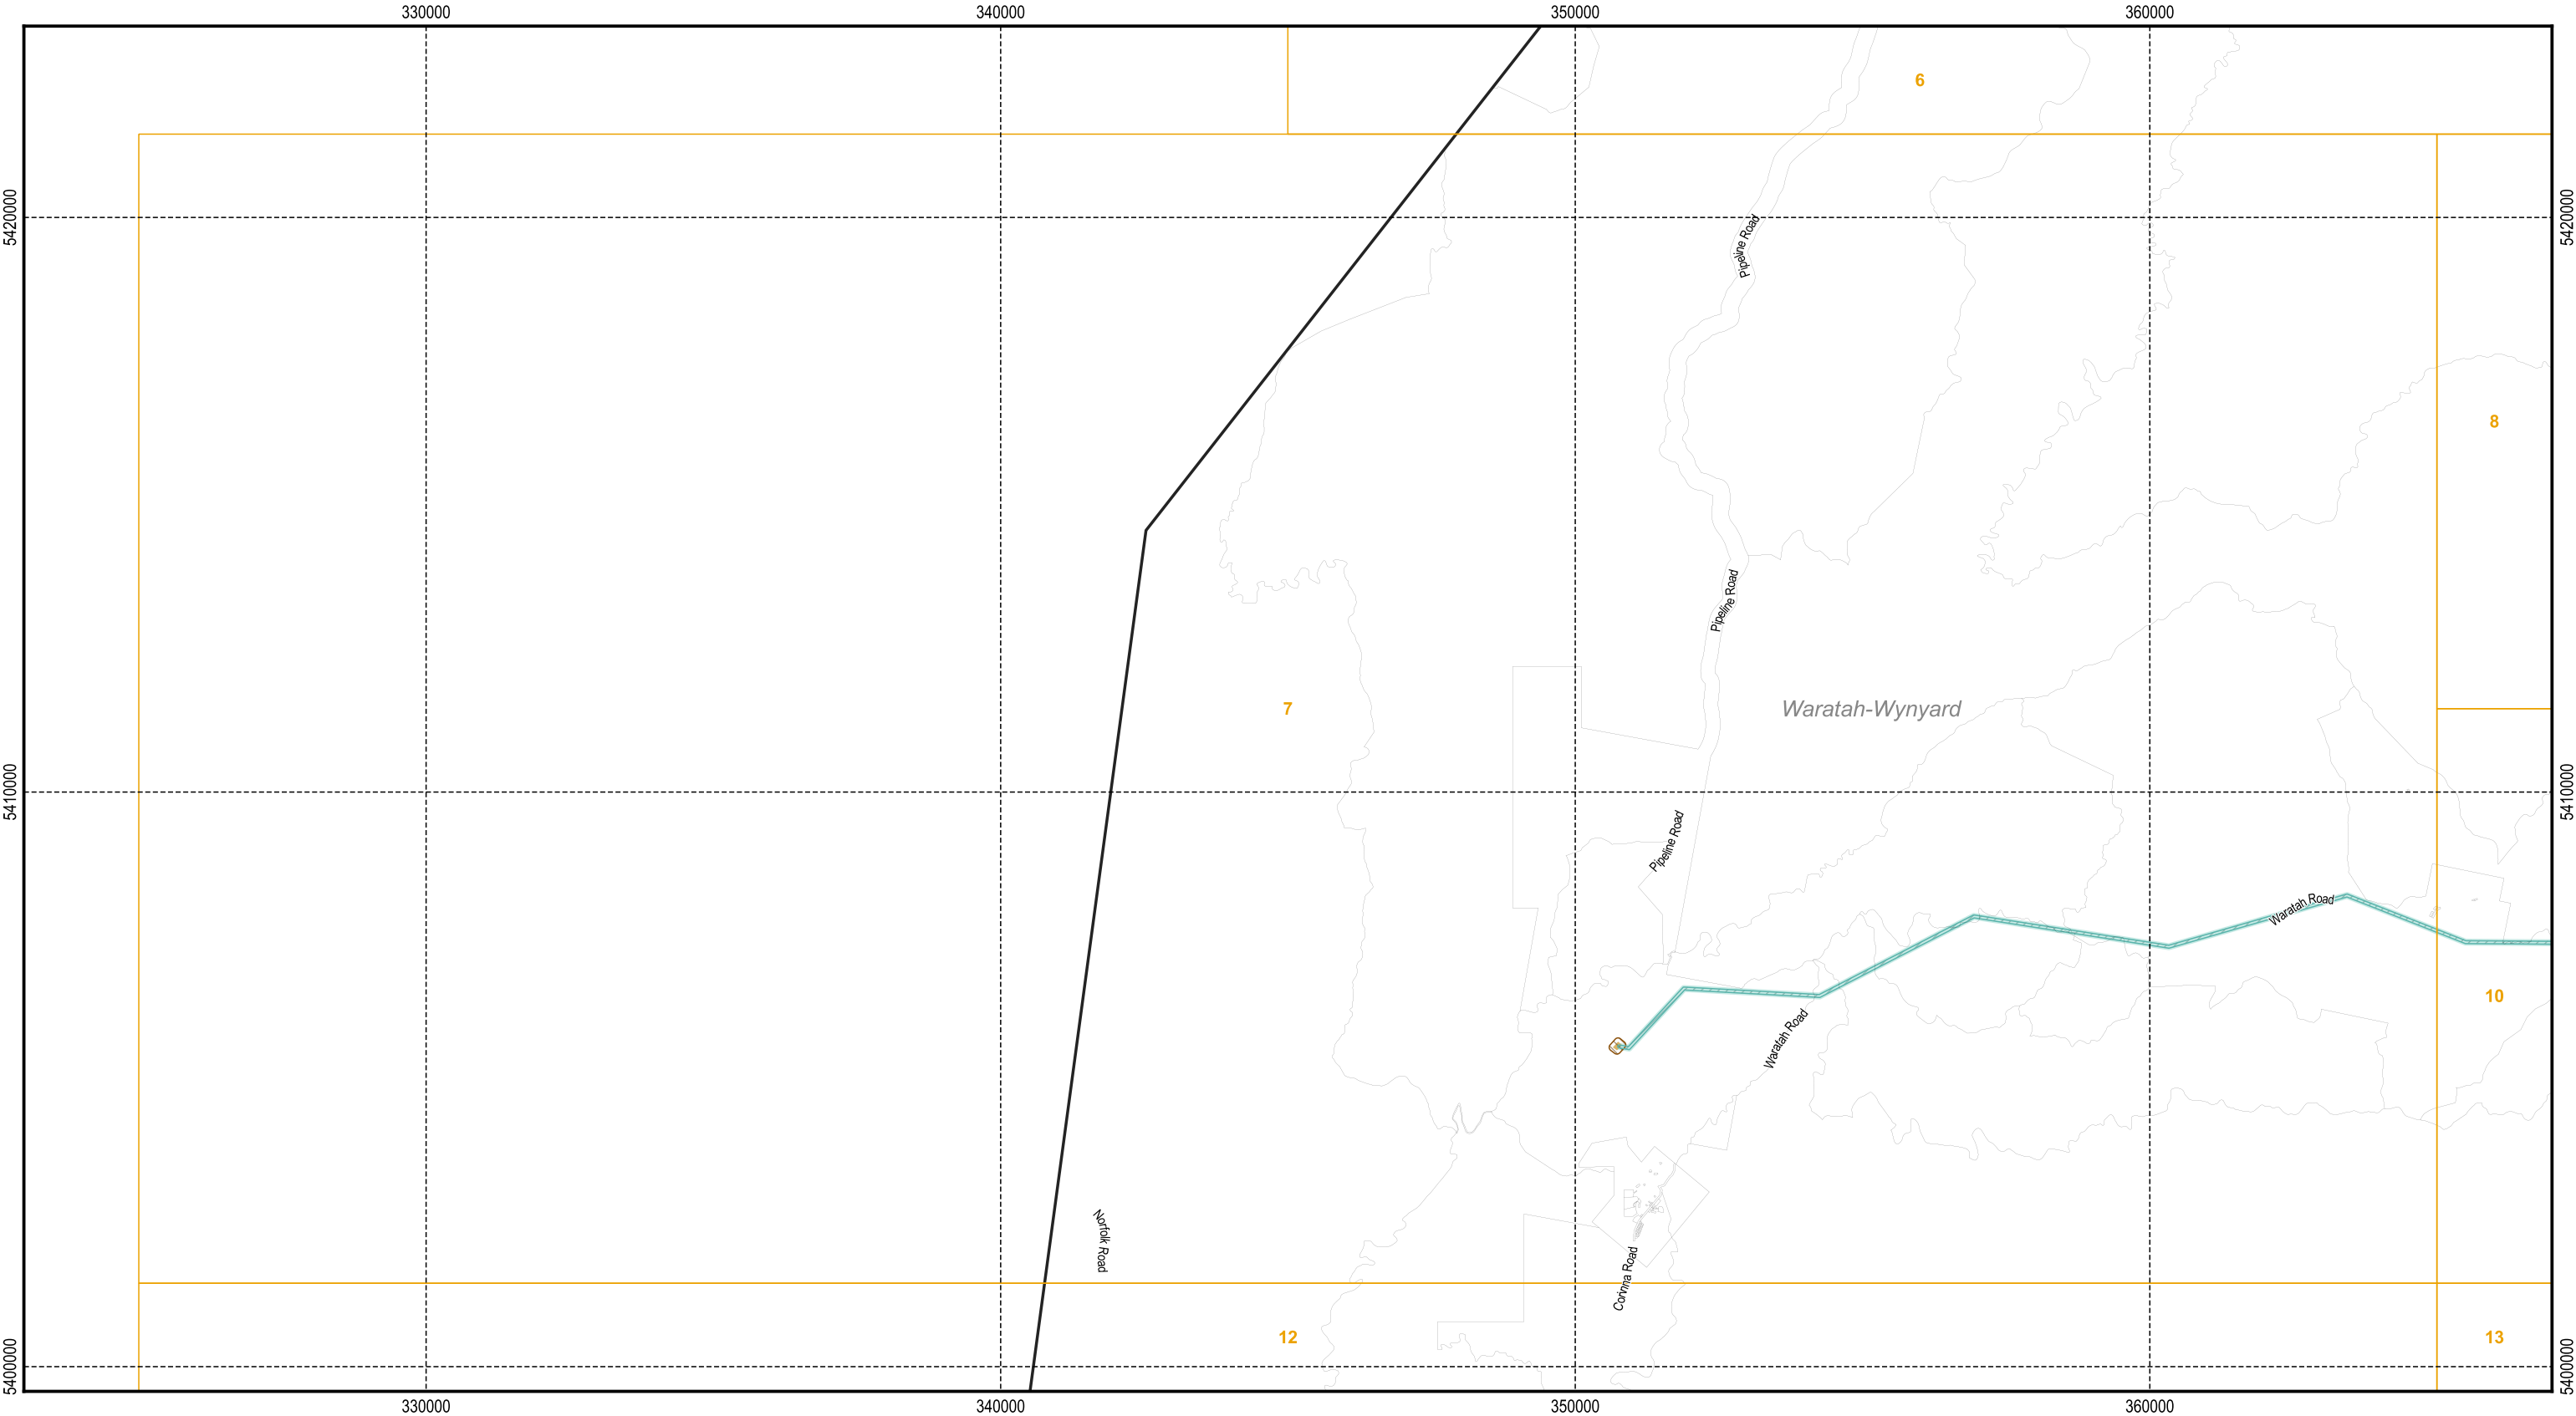 330000
340000
350000
360000
6
5420000
5420000
Pipeline Road
8
Pipeline Road
7
Waratah-Wynyard
5410000
5410000
Pipeline Road
Waratah Road
10
Waratah Road
Norfolk Road
Corinna Road
12
13
5400000
5400000
330000
340000
350000
360000